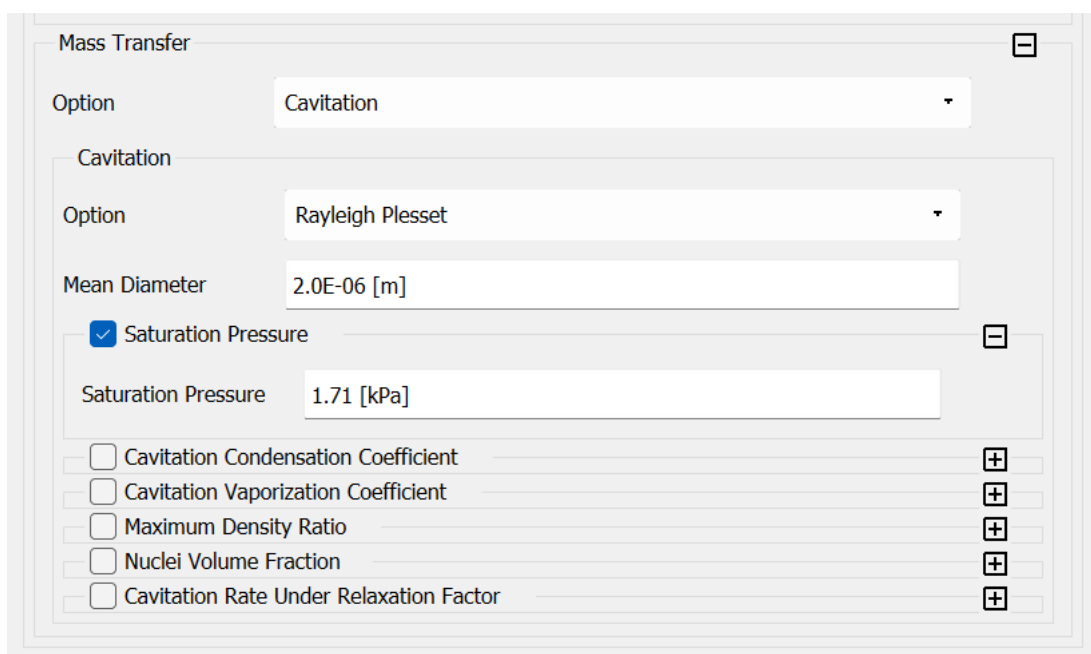 Mass Transfer
Option Cavitation
Cavitation
Option Rayleigh Plesset
Mean Diameter 2.0E-06 [m]
Saturation Pressure
Saturation Pressure 1.71 [kPa]
Cavitation Condensation Coefficient
Cavitation Vaporization Coefficient
Maximum Density Ratio
Nuclei Volume Fraction
Cavitation Rate Under Relaxation Factor